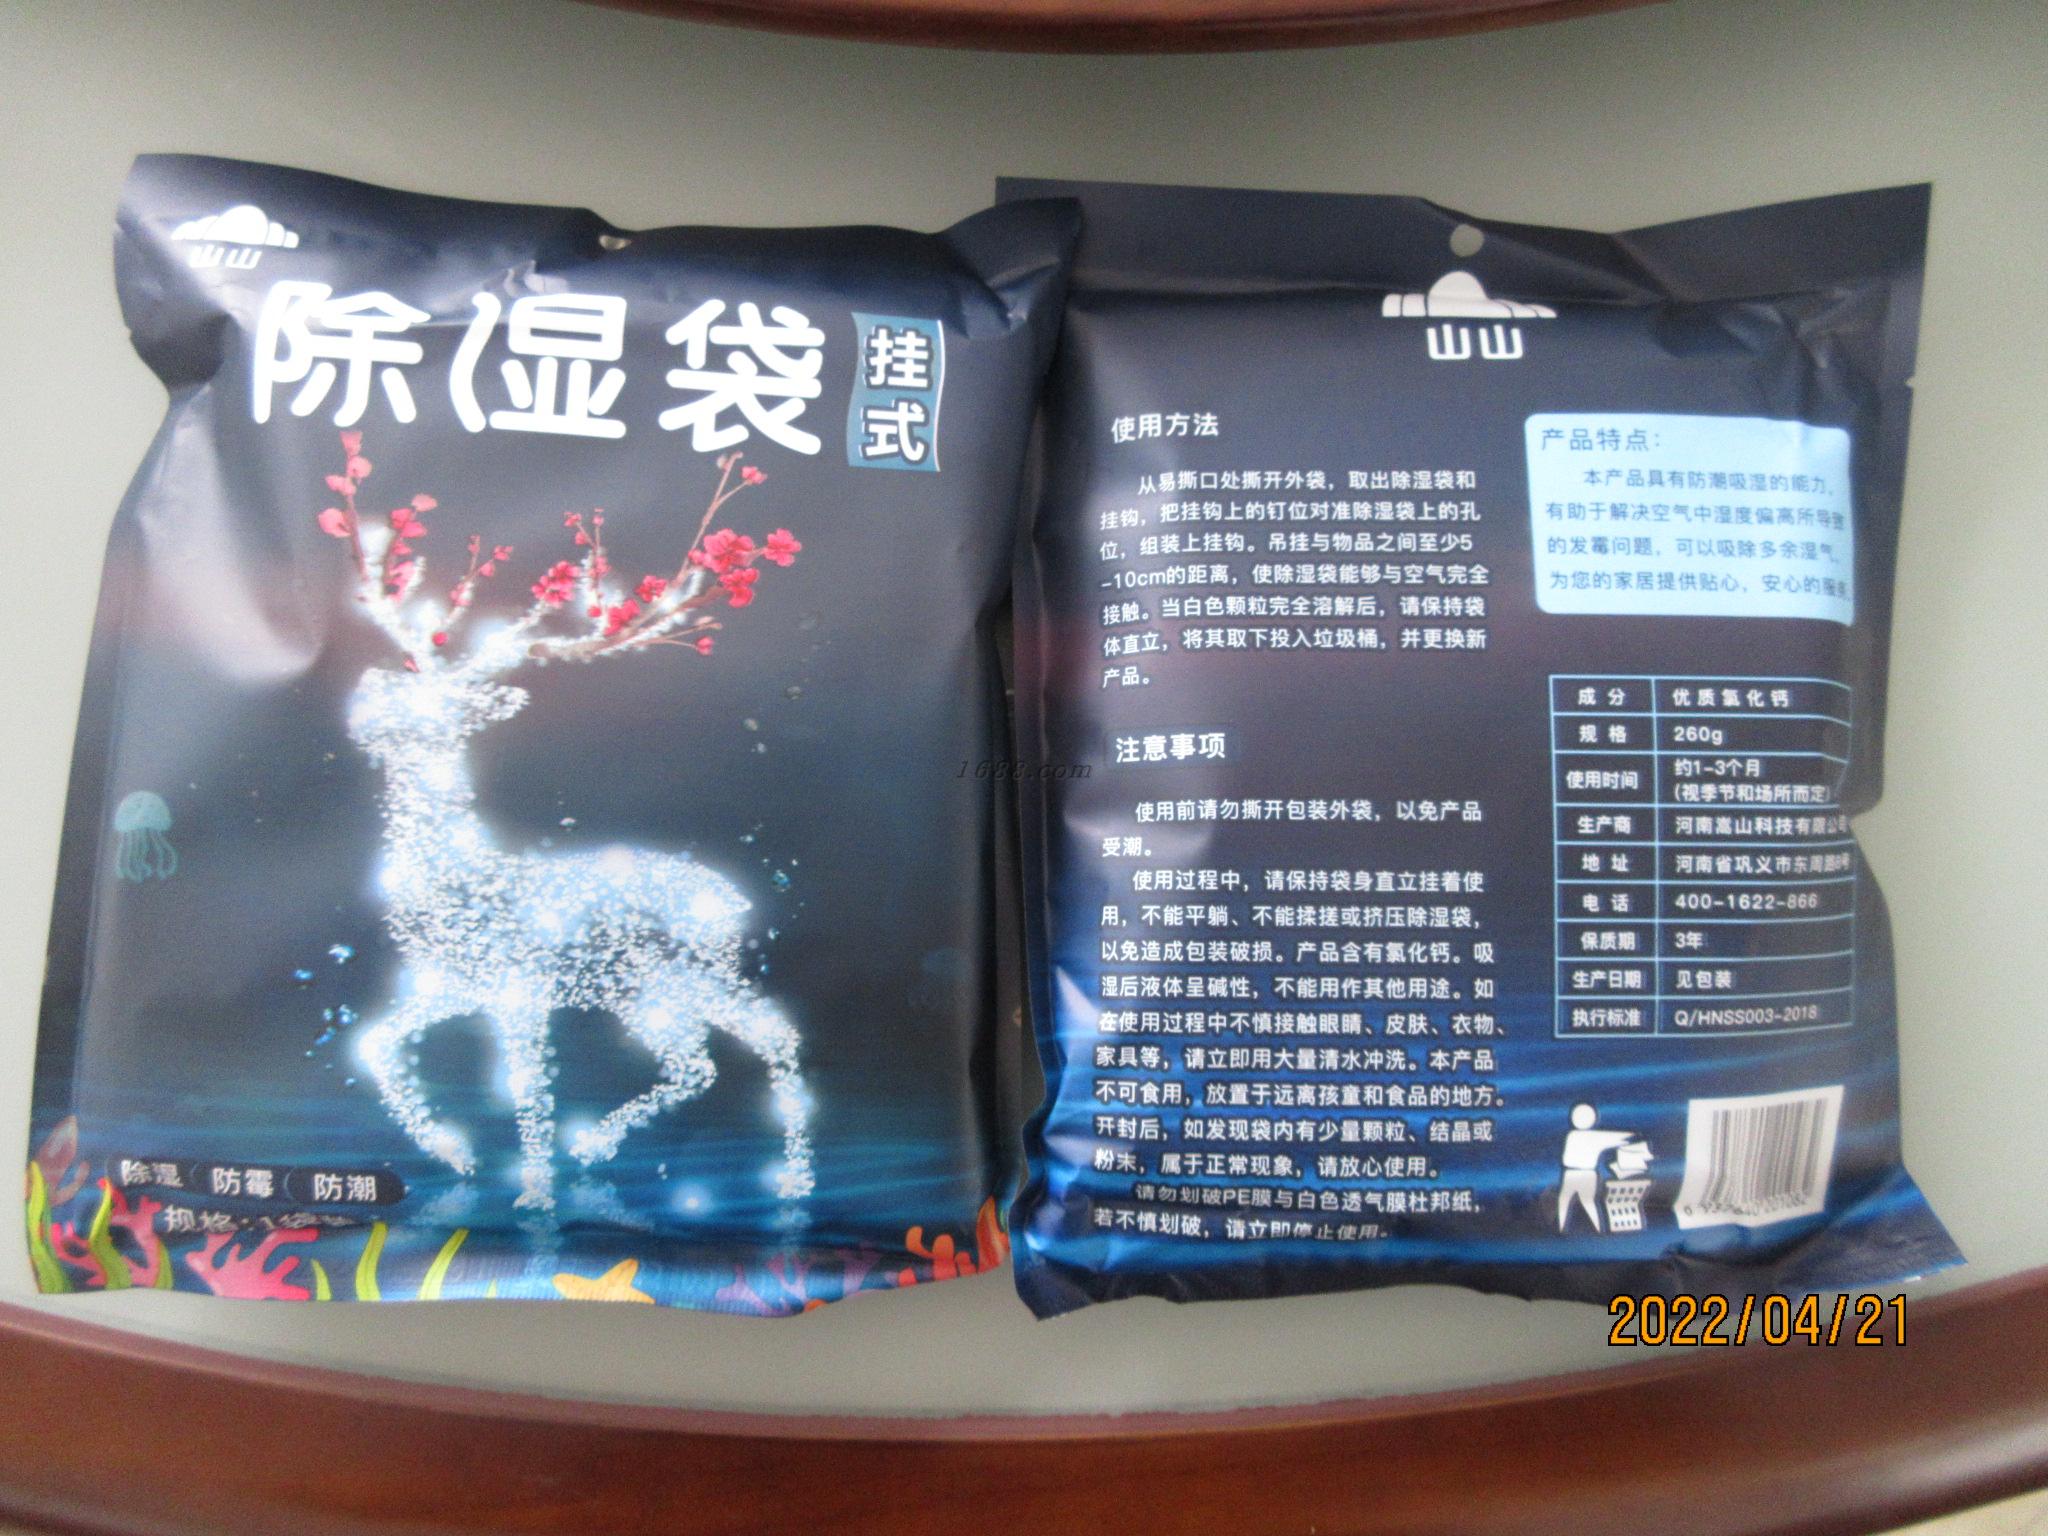 山山
除湿袋
挂式
除湿 防霉 防潮
规格:1袋装
山山
使用方法
从易撕口处撕开外袋，取出除湿袋和
挂钩，把挂钩上的钉位对准除湿袋上的孔
位，组装上挂钩。吊挂与物品之间至少5
-10cm的距离，使除湿袋能够与空气完全
接触。当白色颗粒完全溶解后，请保持袋
体直立，将其取下投入垃圾桶，并更换新
产品。
注意事项
使用前请勿撕开包装外袋，以免产品
受潮。
使用过程中，请保持袋身直立挂着使
用，不能平躺、不能揉搓或挤压除湿袋，
以免造成包装破损。产品含有氯化钙。吸
湿后液体呈碱性，不能用作其他用途。如
在使用过程中不慎接触眼睛、皮肤、衣物、
家具等，请立即用大量清水冲洗。本产品
不可食用，放置于远离孩童和食品的地方。
开封后，如发现袋内有少量颗粒、结晶或
粉末，属于正常现象，请放心使用。
请勿划破PE膜与白色透气膜杜邦纸，
若不慎划破，请立即停止使用。
产品特点：
本产品具有防潮吸湿的能力，
有助于解决空气中湿度偏高所导致
的发霉问题，可以吸除多余湿气，
为您的家居提供贴心，安心的服务
成分 优质氯化钙
规格 260g
使用时间 约1-3个月
(视季节和场所而定)
生产商 河南嵩山科技有限公司
地址 河南省巩义市东周路8号
电话 400-1622-866
保质期 3年
生产日期 见包装
执行标准 Q/HNSS003-2018
1688.com
2022/04/21